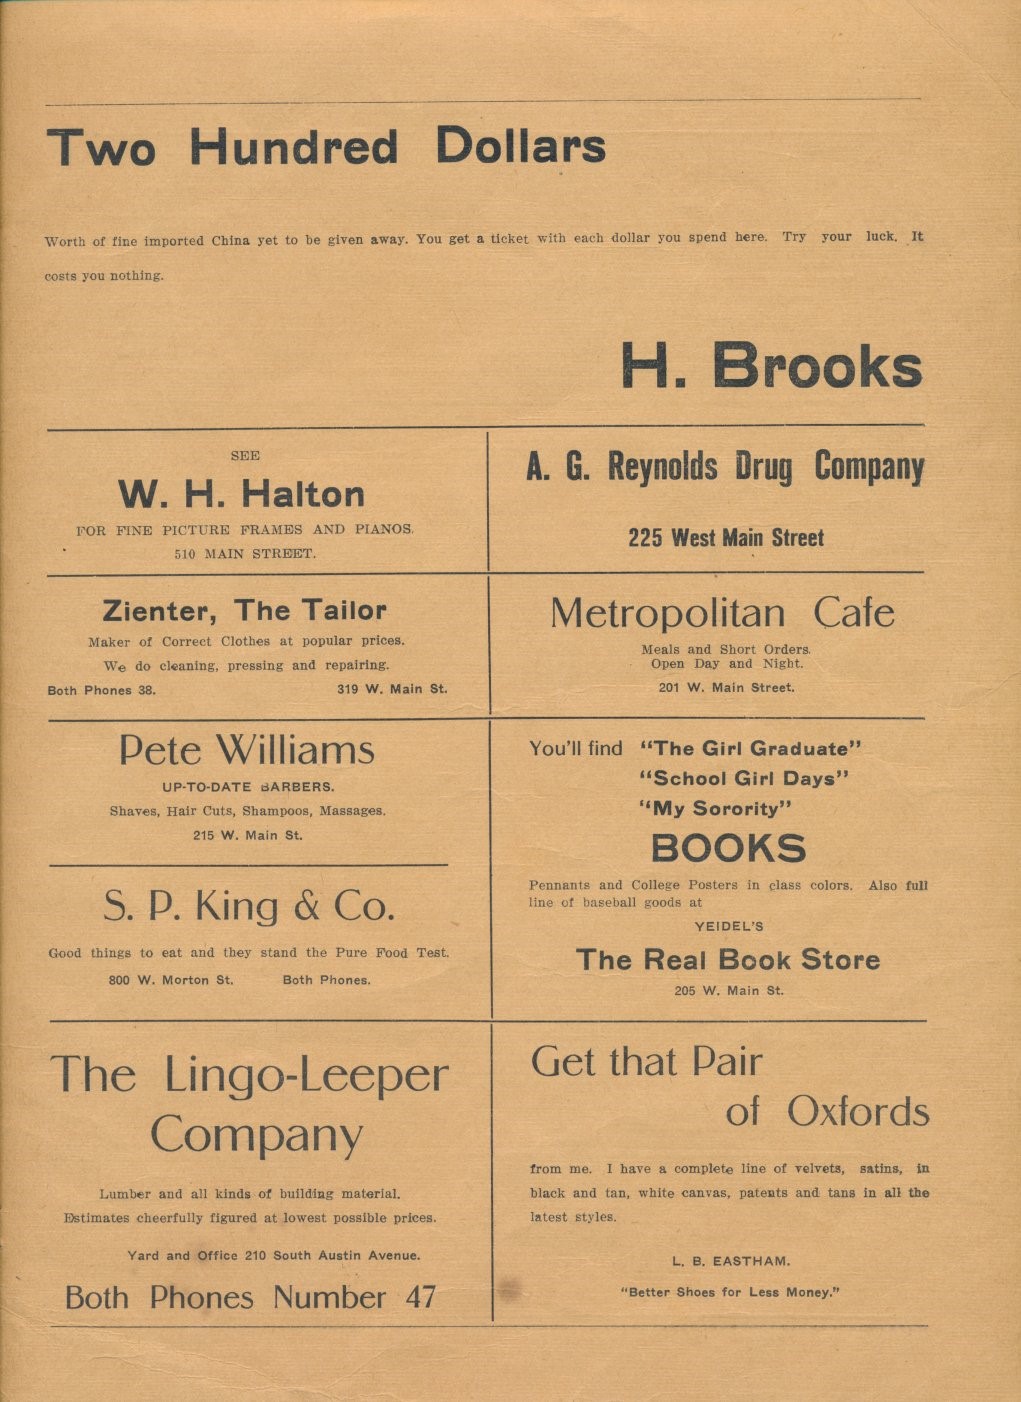 Two Hundred Dollars
Worth of fine imported China yet to be given away. You get a ticket with each dollar you spend here. Try your luck. It
costs you nothing.
H. Brooks
SEE
W. H. Halton
FOR FINE PICTURE FRAMES AND PIANOS.
510 MAIN STREET.
A. G. Reynolds Drug Company
225 West Main Street
Zienter, The Tailor
Maker of Correct Clothes at popular prices.
We do cleaning, pressing and repairing.
Both Phones 38. 319 W. Main St.
Metropolitan Cafe
Meals and Short Orders.
Open Day and Night.
201 W. Main Street.
Pete Williams
UP-TO-DATE BARBERS.
Shaves, Hair Cuts, Shampoos, Massages.
215 W. Main St.
S. P. King & Co.
Good things to eat and they stand the Pure Food Test.
800 W. Morton St. Both Phones.
You'll find "The Girl Graduate"
"School Girl Days"
"My Sorority"
BOOKS
Pennants and College Posters in class colors. Also full
line of baseball goods at
YEIDEL'S
The Real Book Store
205 W. Main St.
The Lingo-Leeper
Company
Lumber and all kinds of building material.
Estimates cheerfully figured at lowest possible prices.
Yard and Office 210 South Austin Avenue.
Both Phones Number 47
Get that Pair
of Oxfords
from me. I have a complete line of velvets, satins, in
black and tan, white canvas, patents and tans in all the
latest styles.
L. B. EASTHAM.
"Better Shoes for Less Money."